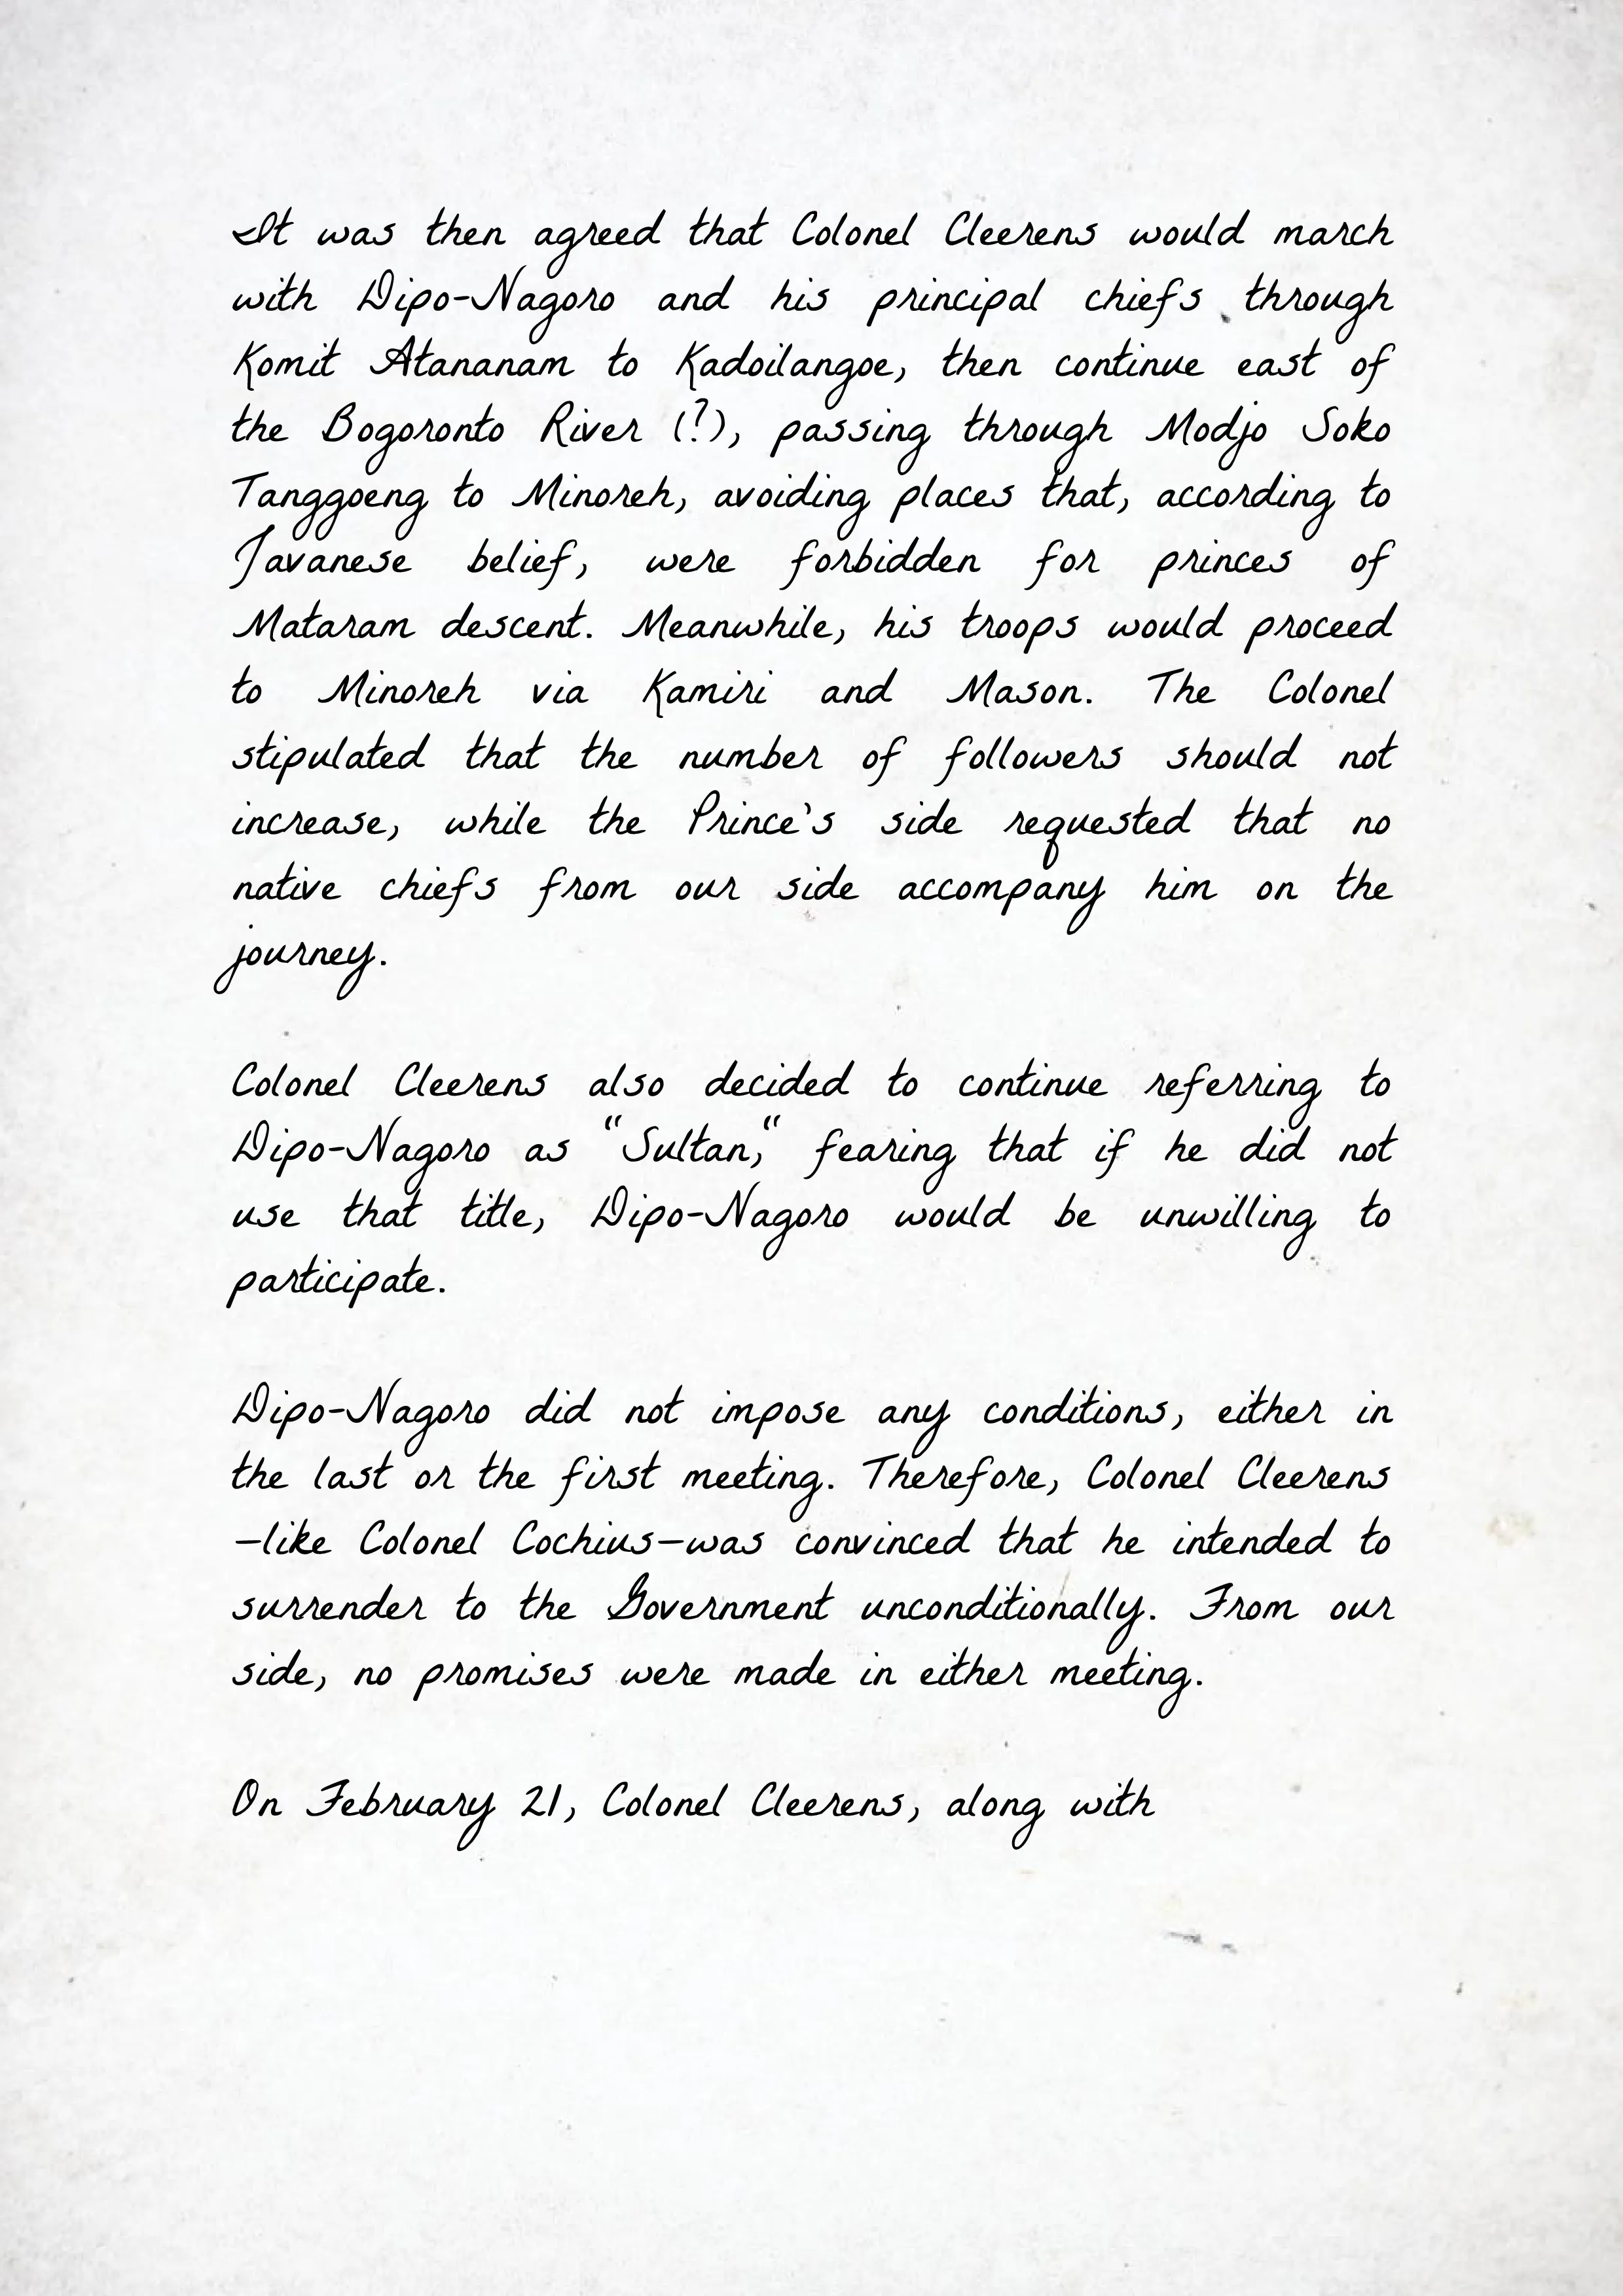 It was then agreed that Colonel Cleerens would march
with Dipo-Nagoro and his principal chiefs through
Komit Atananam to Kadoilangoe, then continue east of
the Bogoronto River (?), passing through Modjo Soko
Tanggoeng to Minoreh, avoiding places that, according to
Javanese belief, were forbidden for princes of
Mataram descent. Meanwhile, his troops would proceed
to Minoreh via Kamiri and Mason. The Colonel
stipulated that the number of followers should not
increase, while the Prince's side requested that no
native chiefs from our side accompany him on the
journey.

Colonel Cleerens also decided to continue referring to
Dipo-Nagoro as “Sultan,” fearing that if he did not
use that title, Dipo-Nagoro would be unwilling to
participate.

Dipo-Nagoro did not impose any conditions, either in
the last or the first meeting. Therefore, Colonel Cleerens
—like Colonel Cochius—was convinced that he intended to
surrender to the Government unconditionally. From our
side, no promises were made in either meeting.

On February 21, Colonel Cleerens, along with